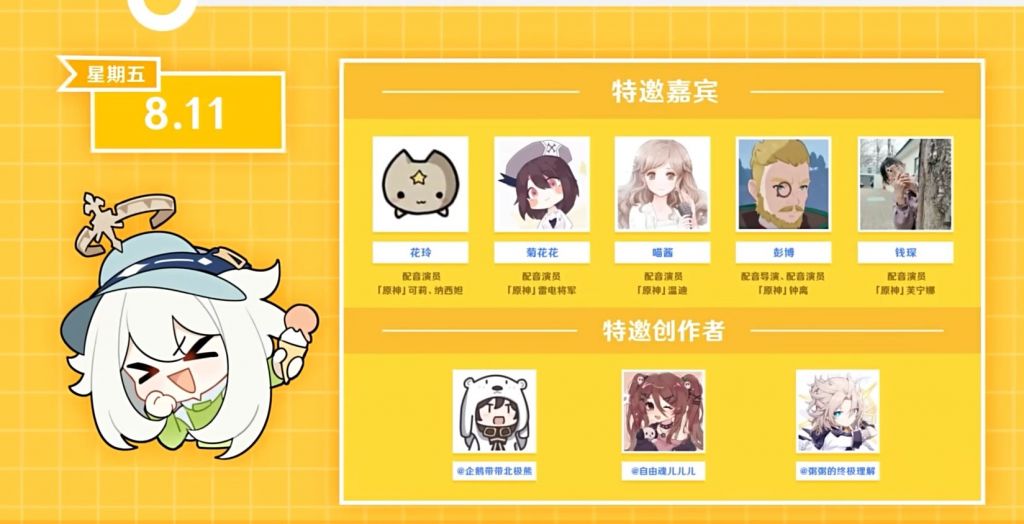 星期五
8.11
特邀嘉宾
花玲
菊花花
喵酱
彭博
钱琛
配音演员
「原神」可莉、纳西妲
配音演员
「原神」雷电将军
配音演员
「原神」温迪
配音导演、配音演员
「原神」钟离
配音演员
「原神」芙宁娜
特邀创作者
@企鹅带带北极熊
@自由魂儿儿儿
@粥粥的终极理解